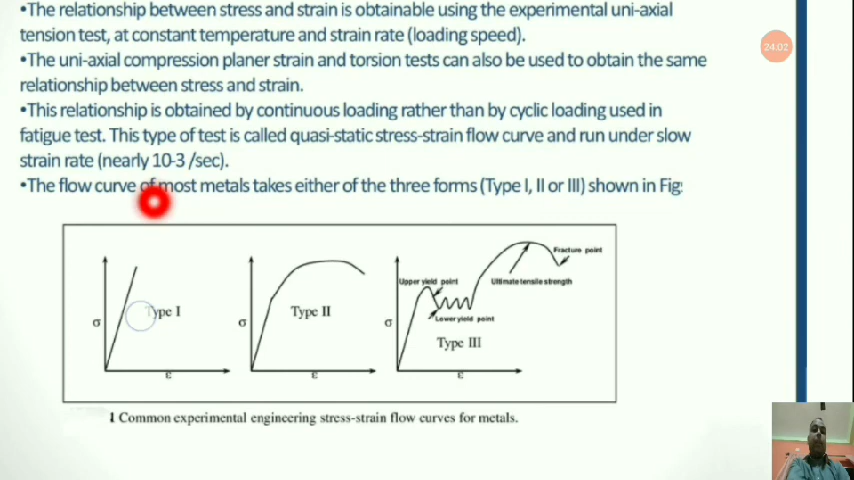 •The relationship between stress and strain is obtainable using the experimental uni-axial
tension test, at constant temperature and strain rate (loading speed).
24:02
•The uni-axial compression planer strain and torsion tests can also be used to obtain the same
relationship between stress and strain.
•This relationship is obtained by continuous loading rather than by cyclic loading used in
fatigue test. This type of test is called quasi-static stress-strain flow curve and run under slow
strain rate (nearly 10-3 /sec).
•The flow curve of most metals takes either of the three forms (Type I, II or III) shown in Fig:
Fracture point
Upper yield point
Ultimate tensile strength
Type I
Type II
Lower yield point
σ
σ
σ
Type III
ε
ε
ε
1 Common experimental engineering stress-strain flow curves for metals.